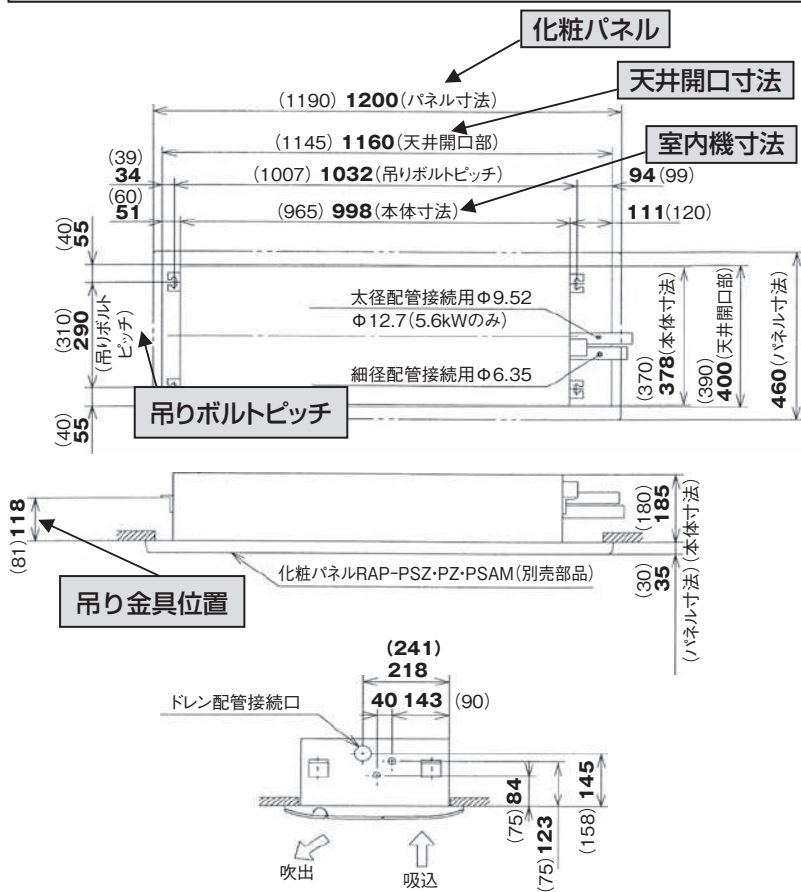 化粧パネル
(1190) 1200(パネル寸法)
天井開口寸法
(1145) 1160(天井開口部)
室内機寸法
(39)
34
(1007) 1032(吊りボルトピッチ)
94(99)
(60)
51
(965) 998(本体寸法)
111(120)
(40)
55
(310)
290
(吊りボルト
ピッチ)
太径配管接続用Φ9.52
Φ12.7(5.6kWのみ)
細径配管接続用Φ6.35
(370)
378(本体寸法)
(390)
400(天井開口部)
460(パネル寸法)
吊りボルトピッチ
(40)
55
(81)118
(180)
185
(本体寸法)
化粧パネルRAP-PSZ・PZ・PSAM(別売部品)
(30)
35
(パネル寸法)
吊り金具位置
(241)
218
ドレン配管接続口
40 143 (90)
84
(75)
123
(75)
145
(158)
吹出
吸込